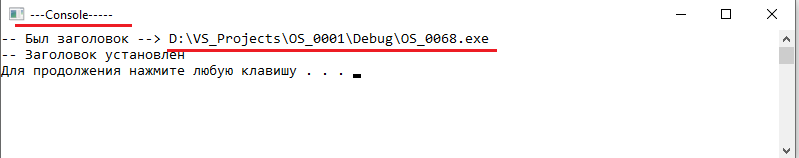 ---Console-----
-- Был заголовок --> D:\VS_Projects\OS_0001\Debug\OS_0068.exe
-- Заголовок установлен
Для продолжения нажмите любую клавишу . . .